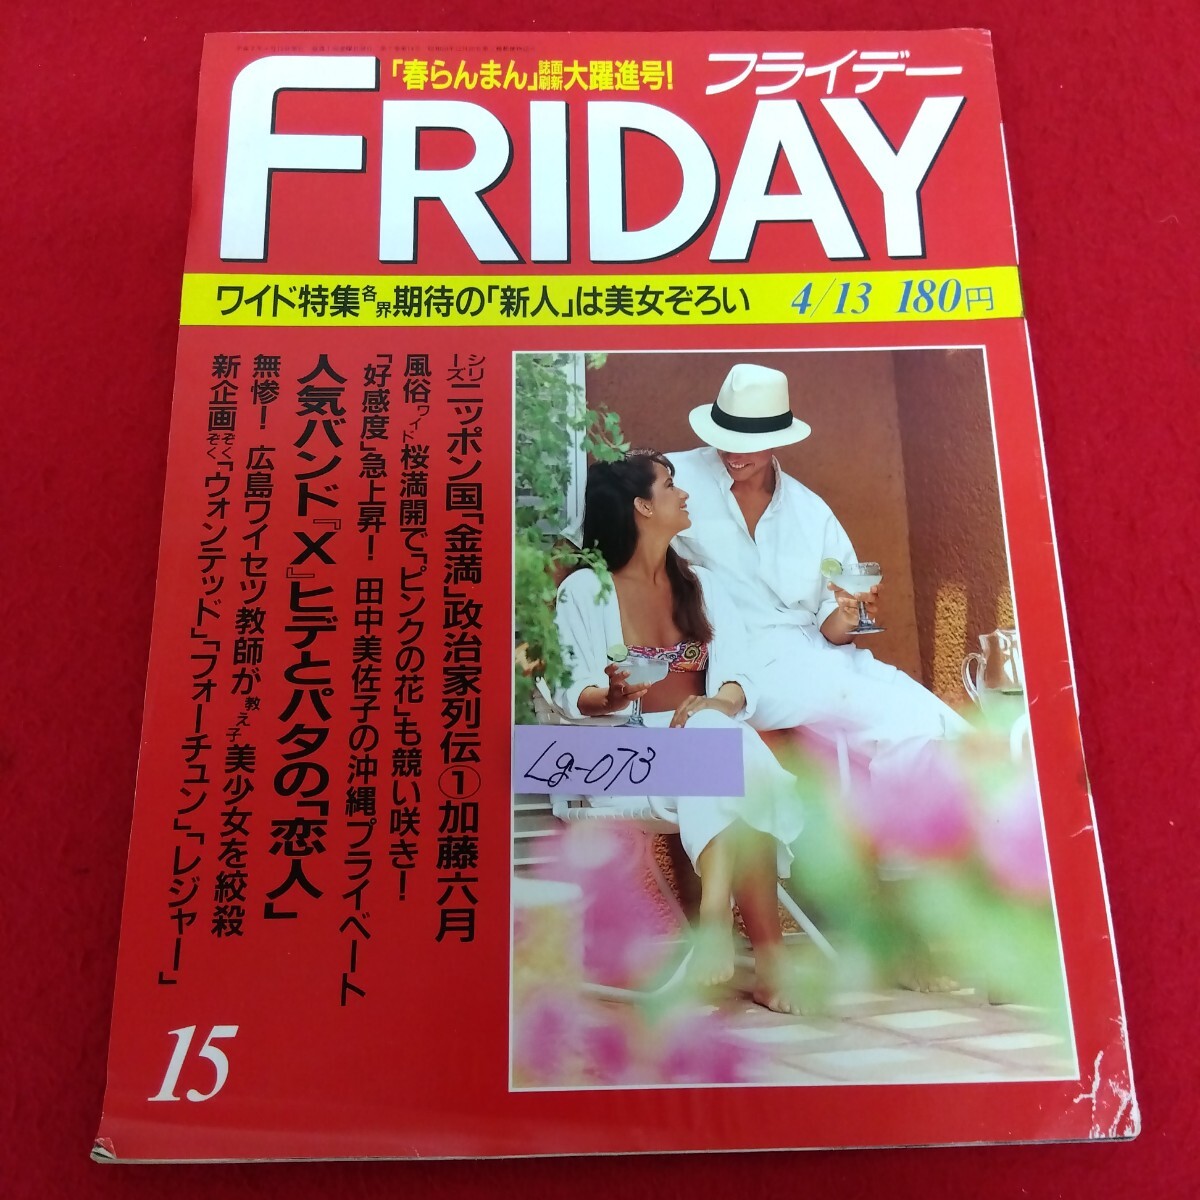 「春らんまん」誌面刷新大躍進号!
フライデー
FRIDAY
ワイド特集各界期待の「新人」は美女ぞろい 4/13 180円
シリーズニッポン国「金満」政治家列伝①加藤六月
風俗ワイド桜満開で「ピンクの花」も競い咲き!
「好感度」急上昇! 田中美佐子の沖縄プライベート
人気バンド『X』ヒデとパタの「恋人」
無惨! 広島ワイセツ教師が教え子美少女を絞殺
新企画ぞくぞく「ウォンテッド」「フォーチュン」「レジャー」
Lg-073
15